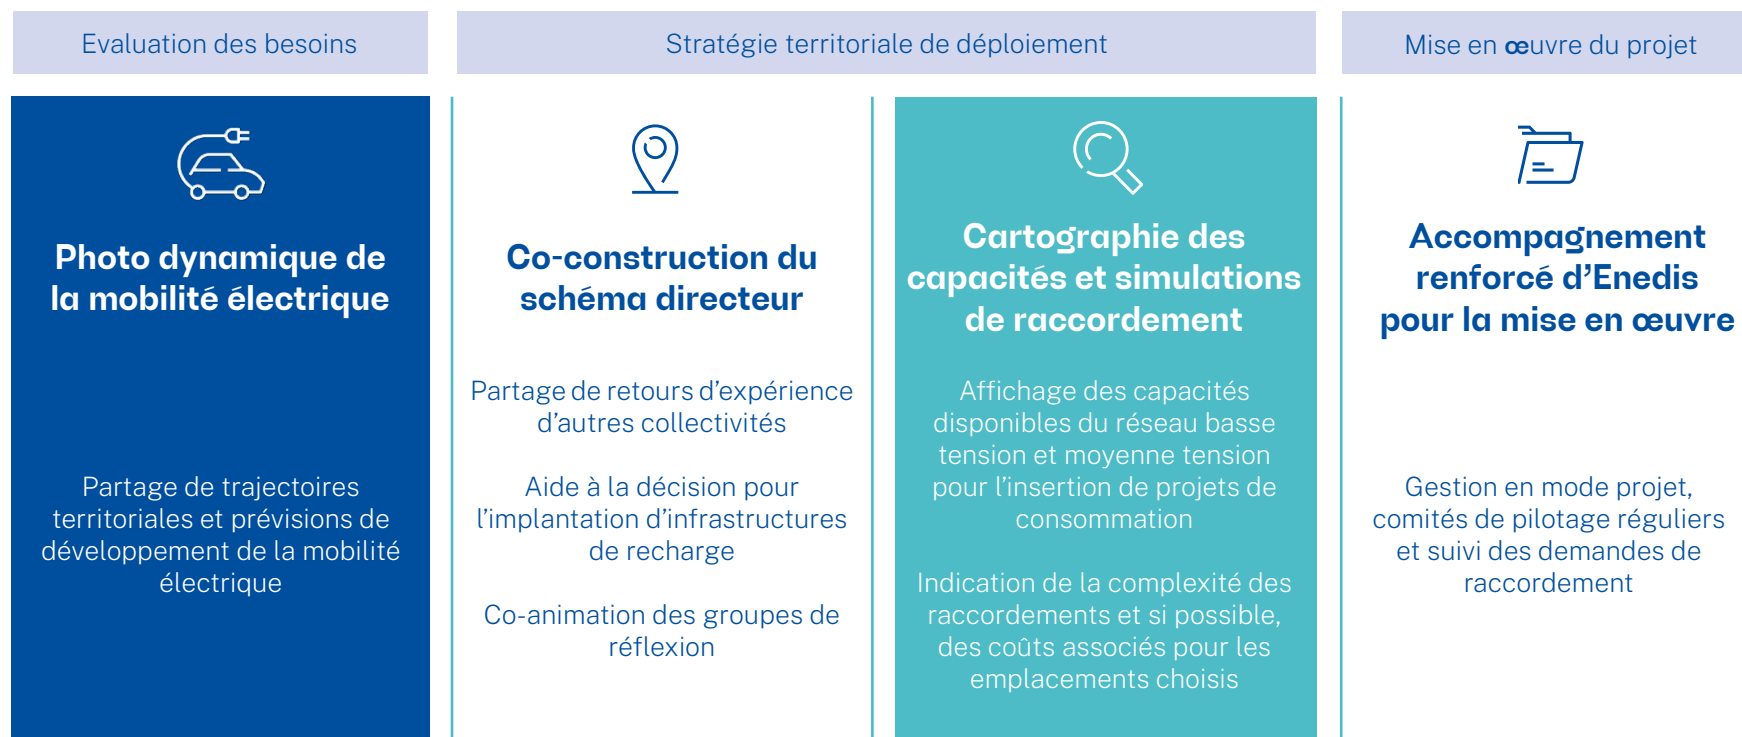 Evaluation des besoins
Stratégie territoriale de déploiement
Mise en œuvre du projet
Photo dynamique de
la mobilité électrique
Partage de trajectoires
territoriales et prévisions de
développement de la mobilité
électrique
Co-construction du
schéma directeur
Partage de retours d’expérience
d’autres collectivités
Aide à la décision pour
l’implantation d’infrastructures
de recharge
Co-animation des groupes de
réflexion
Cartographie des
capacités et simulations
de raccordement
Affichage des capacités
disponibles du réseau basse
tension et moyenne tension
pour l’insertion de projets de
consommation
Indication de la complexité des
raccordements et si possible,
des coûts associés pour les
emplacements choisis
Accompagnement
renforcé d’Enedis
pour la mise en œuvre
Gestion en mode projet,
comités de pilotage réguliers
et suivi des demandes de
raccordement